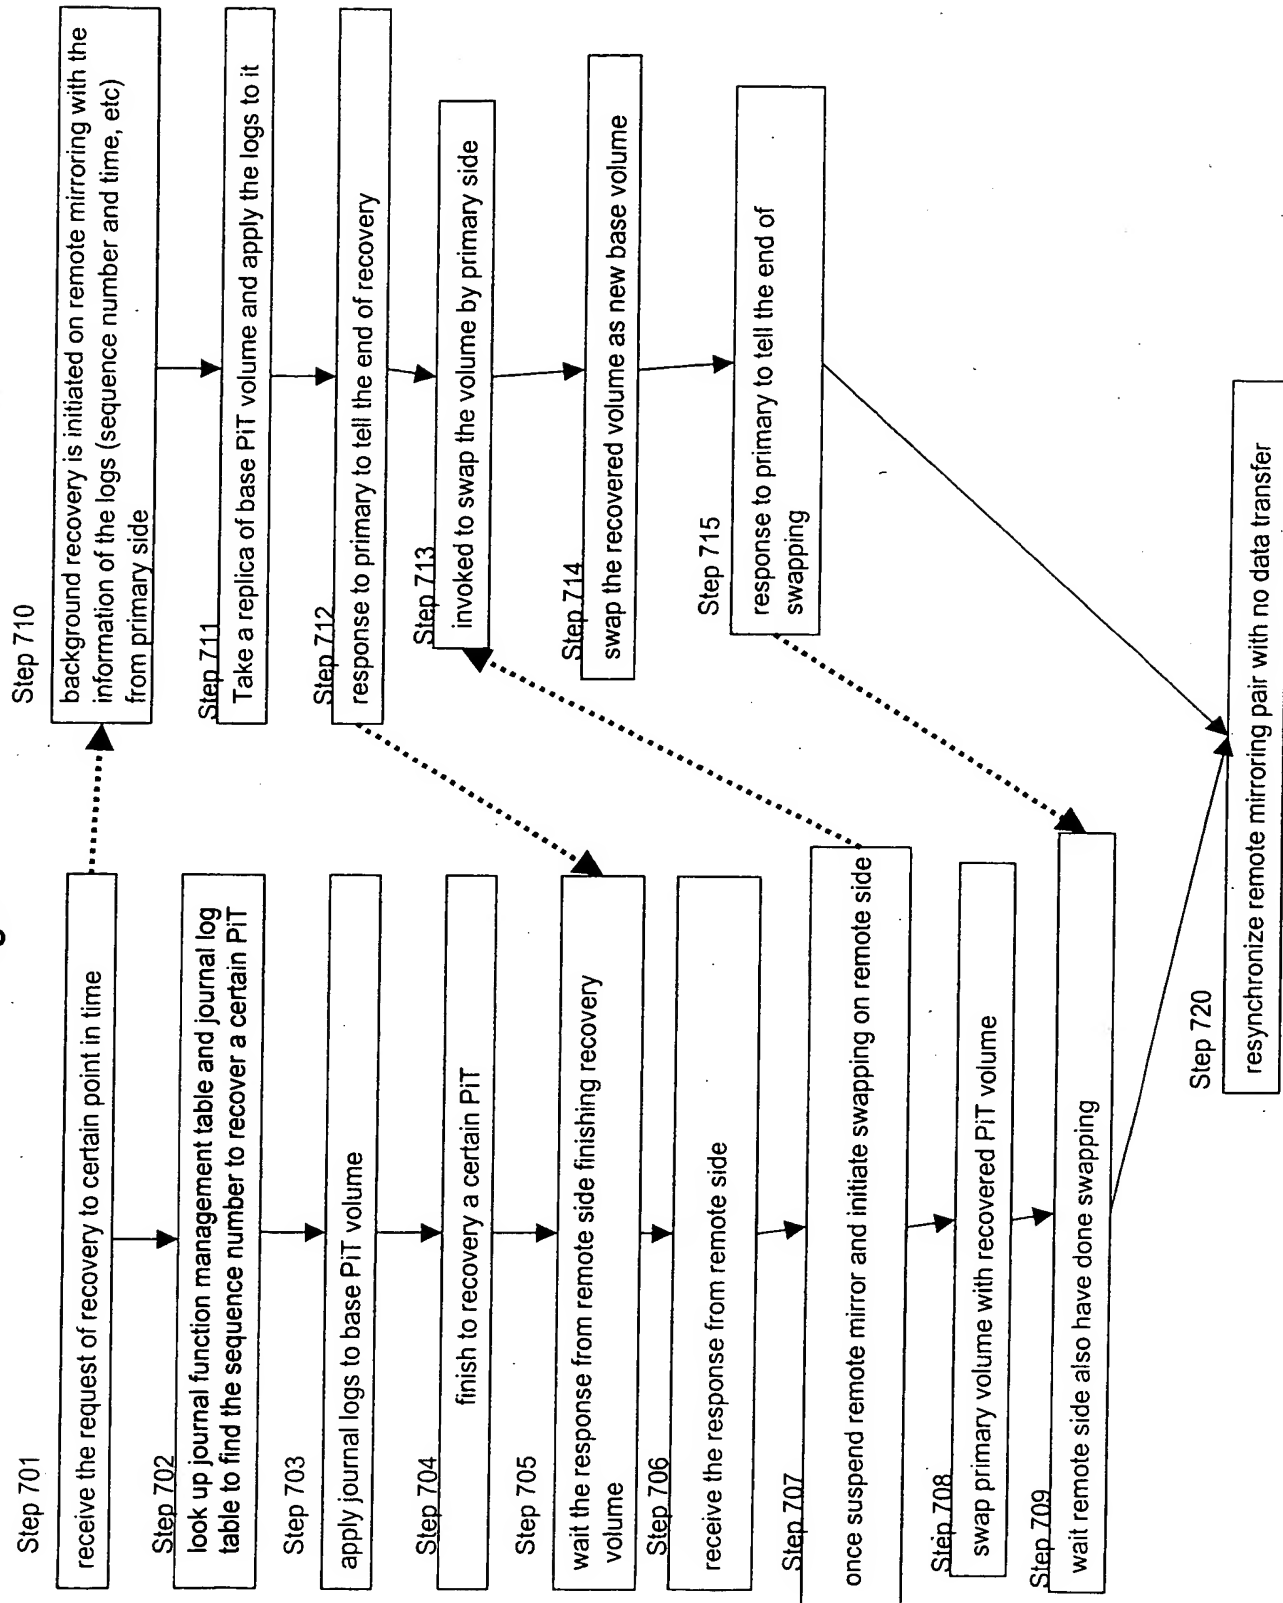 Step 701
receive the request of recovery to certain point in time
Step 702
look up journal function management table and journal log
table to find the sequence number to recover a certain PiT
Step 703
apply journal logs to base PiT volume
Step 704
finish to recovery a certain PiT
Step 705
wait the response from remote side finishing recovery
volume
Step 706
receive the response from remote side
Step 707
once suspend remote mirror and initiate swapping on remote side
Step 708
swap primary volume with recovered PiT volume
Step 709
wait remote side also have done swapping
Step 710
background recovery is initiated on remote mirroring with the
information of the logs (sequence number and time, etc)
from primary side
Step 711
Take a replica of base PiT volume and apply the logs to it
Step 712
response to primary to tell the end of recovery
Step 713
invoked to swap the volume by primary side
Step 714
swap the recovered volume as new base volume
Step 715
response to primary to tell the end of
swapping
Step 720
resynchronize remote mirroring pair with no data transfer